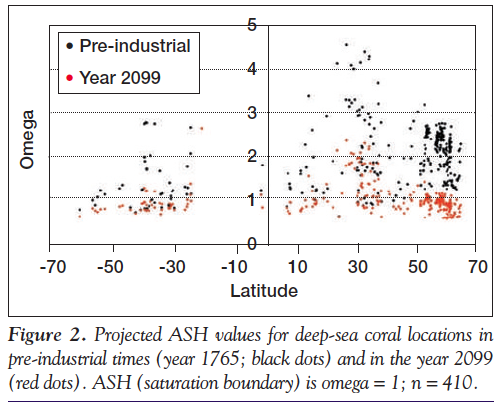 Pre-industrial
Year 2099
Omega
5
4
3
2
1
0
-70 -50 -30 -10 10 30 50 70
Latitude
Figure 2. Projected ASH values for deep-sea coral locations in
pre-industrial times (year 1765; black dots) and in the year 2099
(red dots). ASH (saturation boundary) is omega = 1; n = 410.